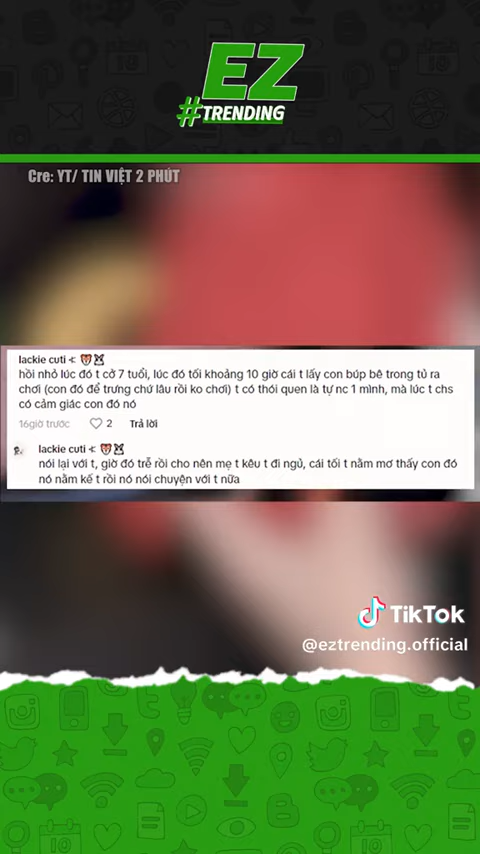 EZ
#TRENDING
Cre: YT/ TIN VIỆT 2 PHÚT
lackie cuti
hồi nhỏ lúc đó t cở 7 tuổi, lúc đó tối khoảng 10 giờ cái t lấy con búp bê trong tủ ra
chơi (con đó để trưng chứ lâu rồi ko chơi) t có thói quen là tự nc 1 mình, mà lúc t chs
có cảm giác con đó nó
16giờ trước 2 Trả lời
lackie cuti
nói lại với t, giờ đó trễ rồi cho nên mẹ t kêu t đi ngủ, cái tối t nằm mơ thấy con đó
nó nằm kế t rồi nó nói chuyện với t nữa
TikTok
@eztrending.official